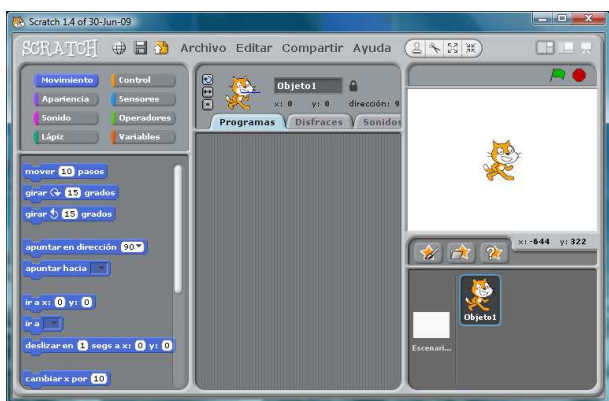 Scratch 1.4 of 30-Jun-09
SCRATCH Archivo Editar Compartir Ayuda
Movimiento Control
Apariencia Sensores
Sonido Operadores
Lápiz Variables
Objeto1
x: 0 y: 0 dirección: 9
Programas Disfraces Sonidos
mover 10 pasos
girar 15 grados
girar 15 grados
apuntar en dirección 90
apuntar hacia
ir a x: 0 y: 0
ir a
deslizar en 1 segs a x: 0 y: 0
cambiar x por 10
x: -644 y: 322
Objeto1
Escenari...